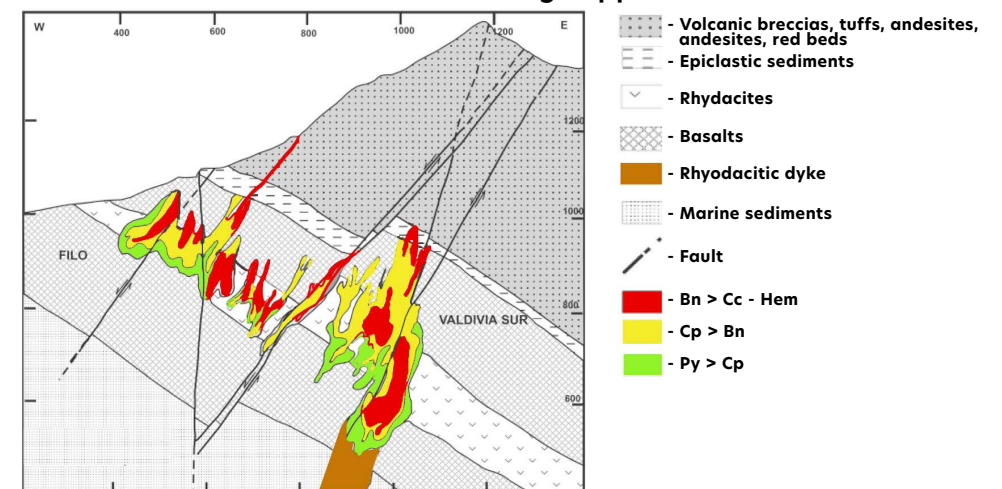 W
400
600
800
1000
1200
E
1200
1000
800
600
FILO
VALDIVIA SUR
- Volcanic breccias, tuffs, andesites,
andesites, red beds
- Epiclastic sediments
- Rhydacites
- Basalts
- Rhyodacitic dyke
- Marine sediments
- Fault
- Bn > Cc - Hem
- Cp > Bn
- Py > Cp